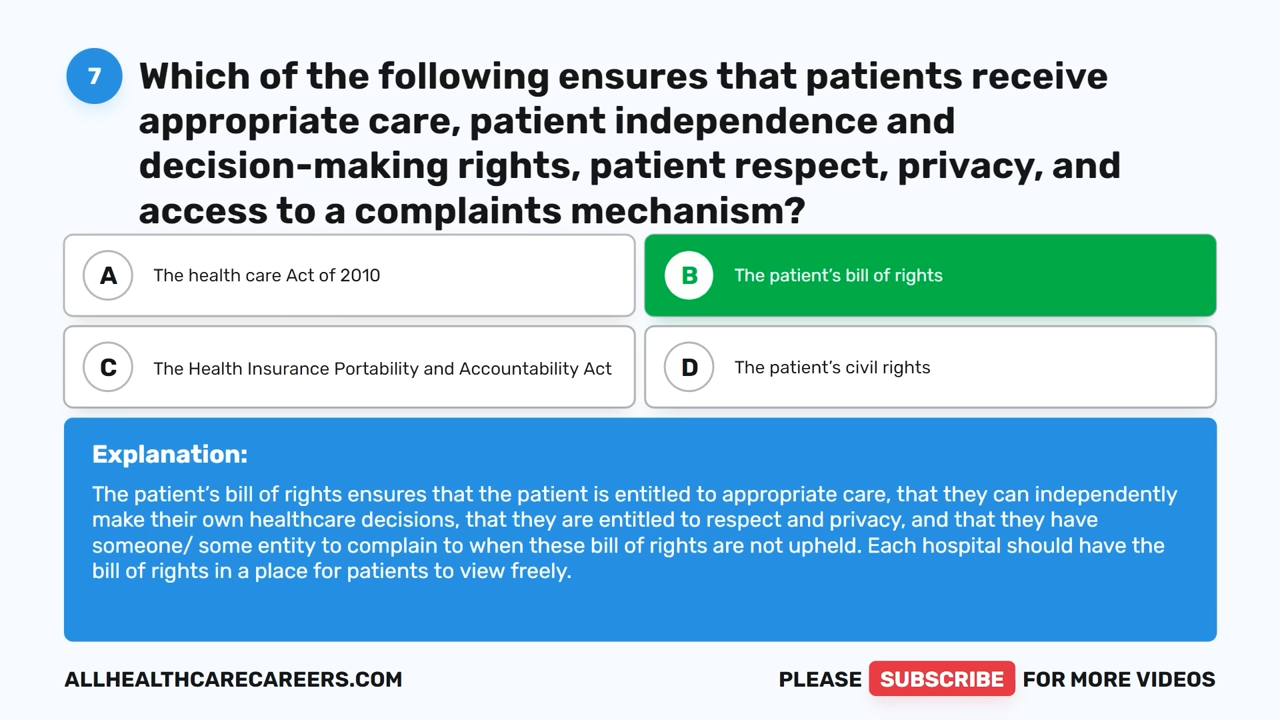 7
Which of the following ensures that patients receive
appropriate care, patient independence and
decision-making rights, patient respect, privacy, and
access to a complaints mechanism?
A
The health care Act of 2010
B
The patient’s bill of rights
C
The Health Insurance Portability and Accountability Act
D
The patient’s civil rights
Explanation:
The patient’s bill of rights ensures that the patient is entitled to appropriate care, that they can independently
make their own healthcare decisions, that they are entitled to respect and privacy, and that they have
someone/ some entity to complain to when these bill of rights are not upheld. Each hospital should have the
bill of rights in a place for patients to view freely.
ALLHEALTHCARECAREERS.COM
PLEASE SUBSCRIBE FOR MORE VIDEOS